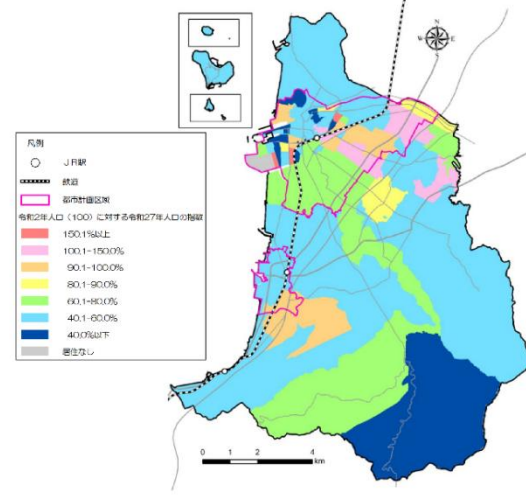 N
W
E
S
凡例
JR駅
鉄道
都市計画区域
令和2年人口（100）に対する令和27年人口の指数
150.1%以上
100.1-150.0%
90.1-100.0%
80.1-90.0%
60.1-80.0%
40.1-60.0%
40.0%以下
居住なし
0 1 2 4
km